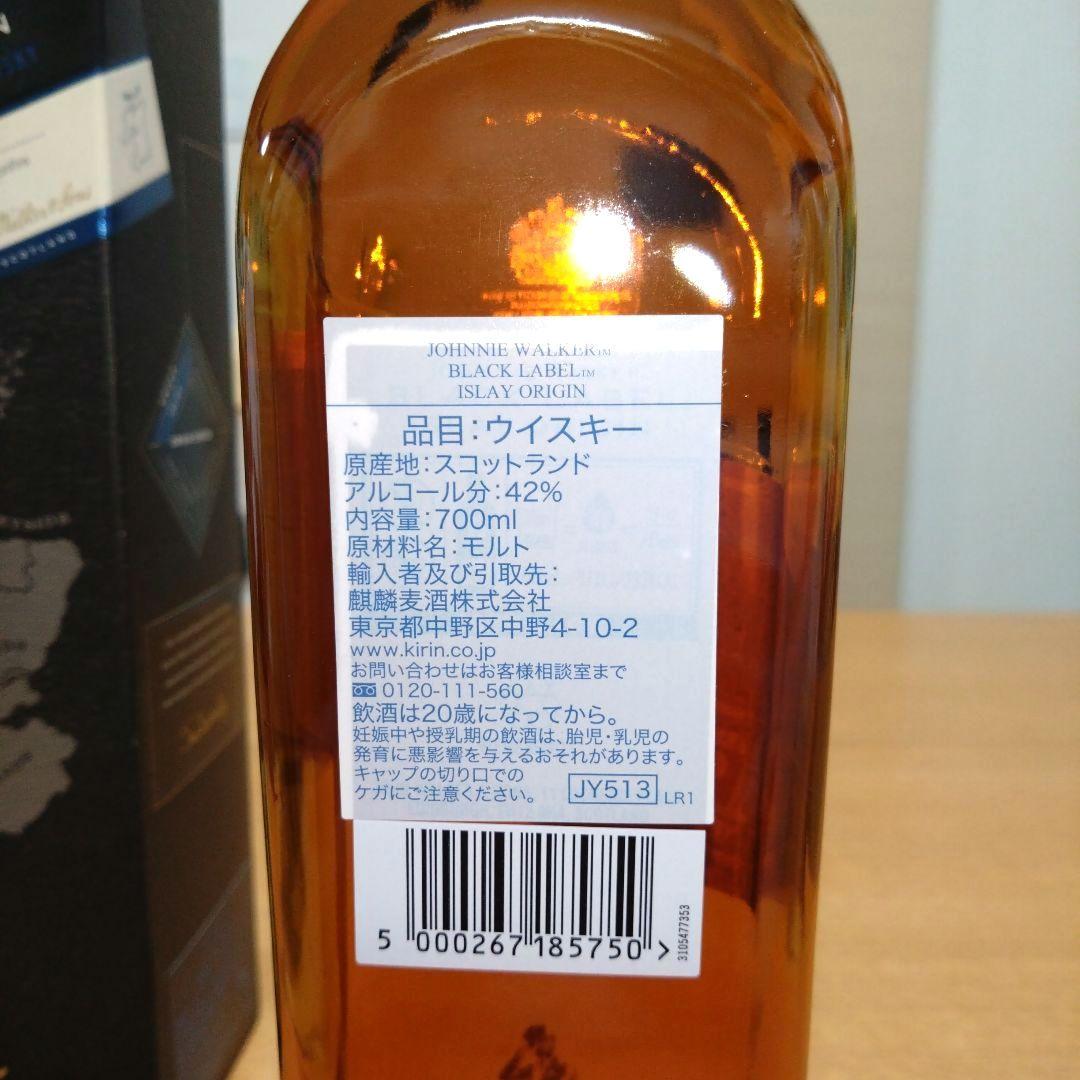 JOHNNIE WALKER™
BLACK LABEL™
ISLAY ORIGIN
品目:ウイスキー
原産地:スコットランド
アルコール分:42%
内容量:700ml
原材料名:モルト
輸入者及び引取先:
麒麟麦酒株式会社
東京都中野区中野4-10-2
www.kirin.co.jp
お問い合わせはお客様相談室まで
0120-111-560
飲酒は20歳になってから。
妊娠中や授乳期の飲酒は、胎児・乳児の
発育に悪影響を与えるおそれがあります。
キャップの切り口での
ケガにご注意ください。 JY513 LR1
5 000267 185750 >
3105477353
SCOTLAND